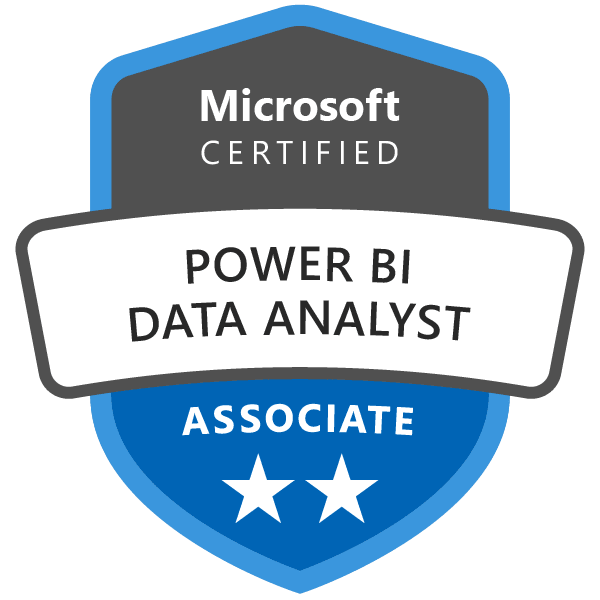 Microsoft
CERTIFIED
POWER BI
DATA ANALYST
ASSOCIATE